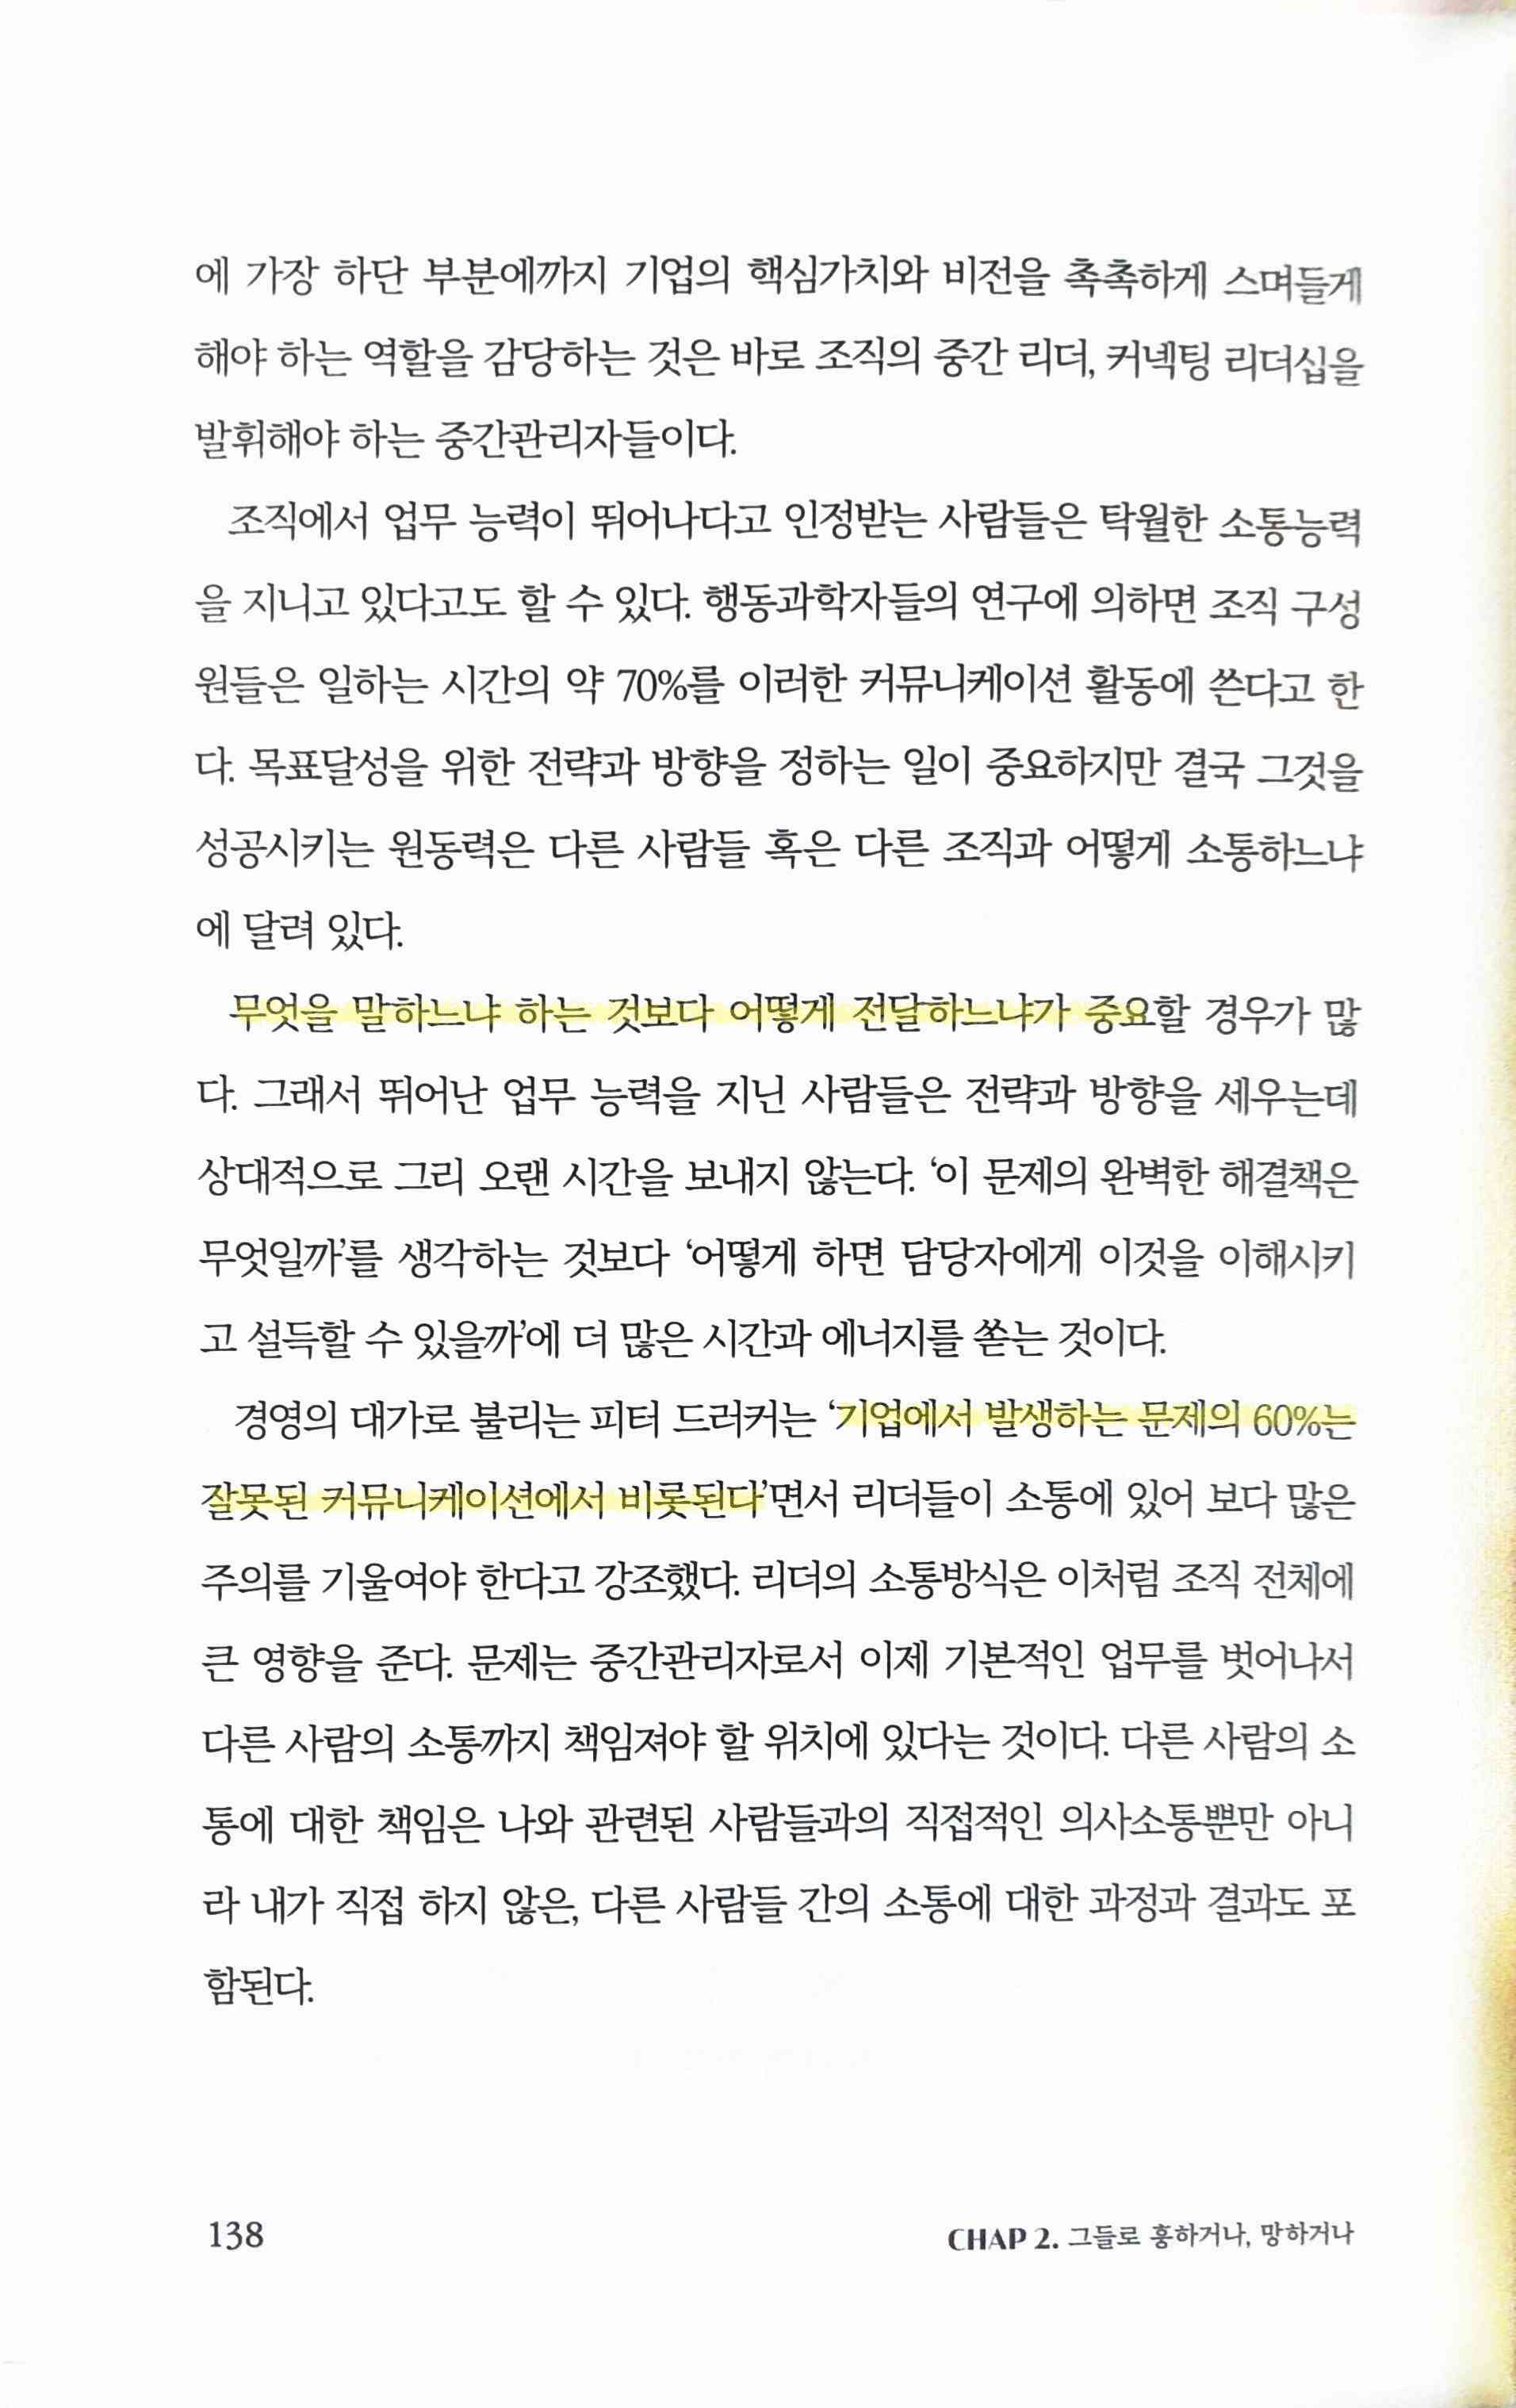 에 가장 하단 부분에까지 기업의 핵심가치와 비전을 촉촉하게 스며들게
해야 하는 역할을 감당하는 것은 바로 조직의 중간 리더, 커넥팅 리더십을
발휘해야 하는 중간관리자들이다.
조직에서 업무 능력이 뛰어나다고 인정받는 사람들은 탁월한 소통능력
을 지니고 있다고도 할 수 있다. 행동과학자들의 연구에 의하면 조직 구성
원들은 일하는 시간의 약 70%를 이러한 커뮤니케이션 활동에 쓴다고 한
다. 목표달성을 위한 전략과 방향을 정하는 일이 중요하지만 결국 그것을
성공시키는 원동력은 다른 사람들 혹은 다른 조직과 어떻게 소통하느냐
에 달려 있다.
무엇을 말하느냐 하는 것보다 어떻게 전달하느냐가 중요할 경우가 많
다. 그래서 뛰어난 업무 능력을 지닌 사람들은 전략과 방향을 세우는데
상대적으로 그리 오랜 시간을 보내지 않는다. ‘이 문제의 완벽한 해결책은
무엇일까’를 생각하는 것보다 ‘어떻게 하면 담당자에게 이것을 이해시키
고 설득할 수 있을까’에 더 많은 시간과 에너지를 쏟는 것이다.
경영의 대가로 불리는 피터 드러커는 ‘기업에서 발생하는 문제의 60%는
잘못된 커뮤니케이션에서 비롯된다’면서 리더들이 소통에 있어 보다 많은
주의를 기울여야 한다고 강조했다. 리더의 소통방식은 이처럼 조직 전체에
큰 영향을 준다. 문제는 중간관리자로서 이제 기본적인 업무를 벗어나서
다른 사람의 소통까지 책임져야 할 위치에 있다는 것이다. 다른 사람의 소
통에 대한 책임은 나와 관련된 사람들과의 직접적인 의사소통뿐만 아니
라 내가 직접 하지 않은, 다른 사람들 간의 소통에 대한 과정과 결과도 포
함된다.
138
CHAP 2. 그들로 흥하거나, 망하거나